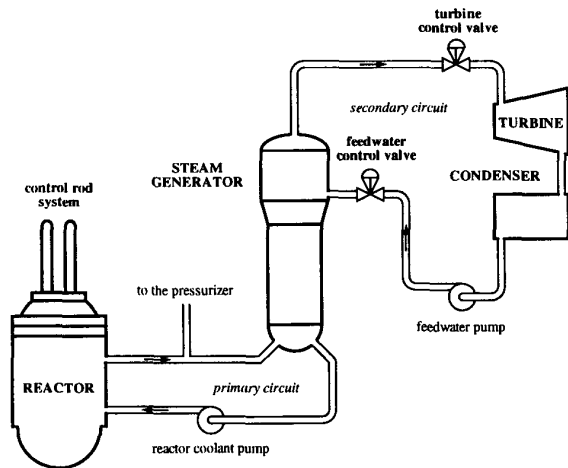 turbine
control valve
secondary circuit
TURBINE
feedwater
control valve
STEAM
GENERATOR
CONDENSER
control rod
system
to the pressurizer
feedwater pump
REACTOR
primary circuit
reactor coolant pump